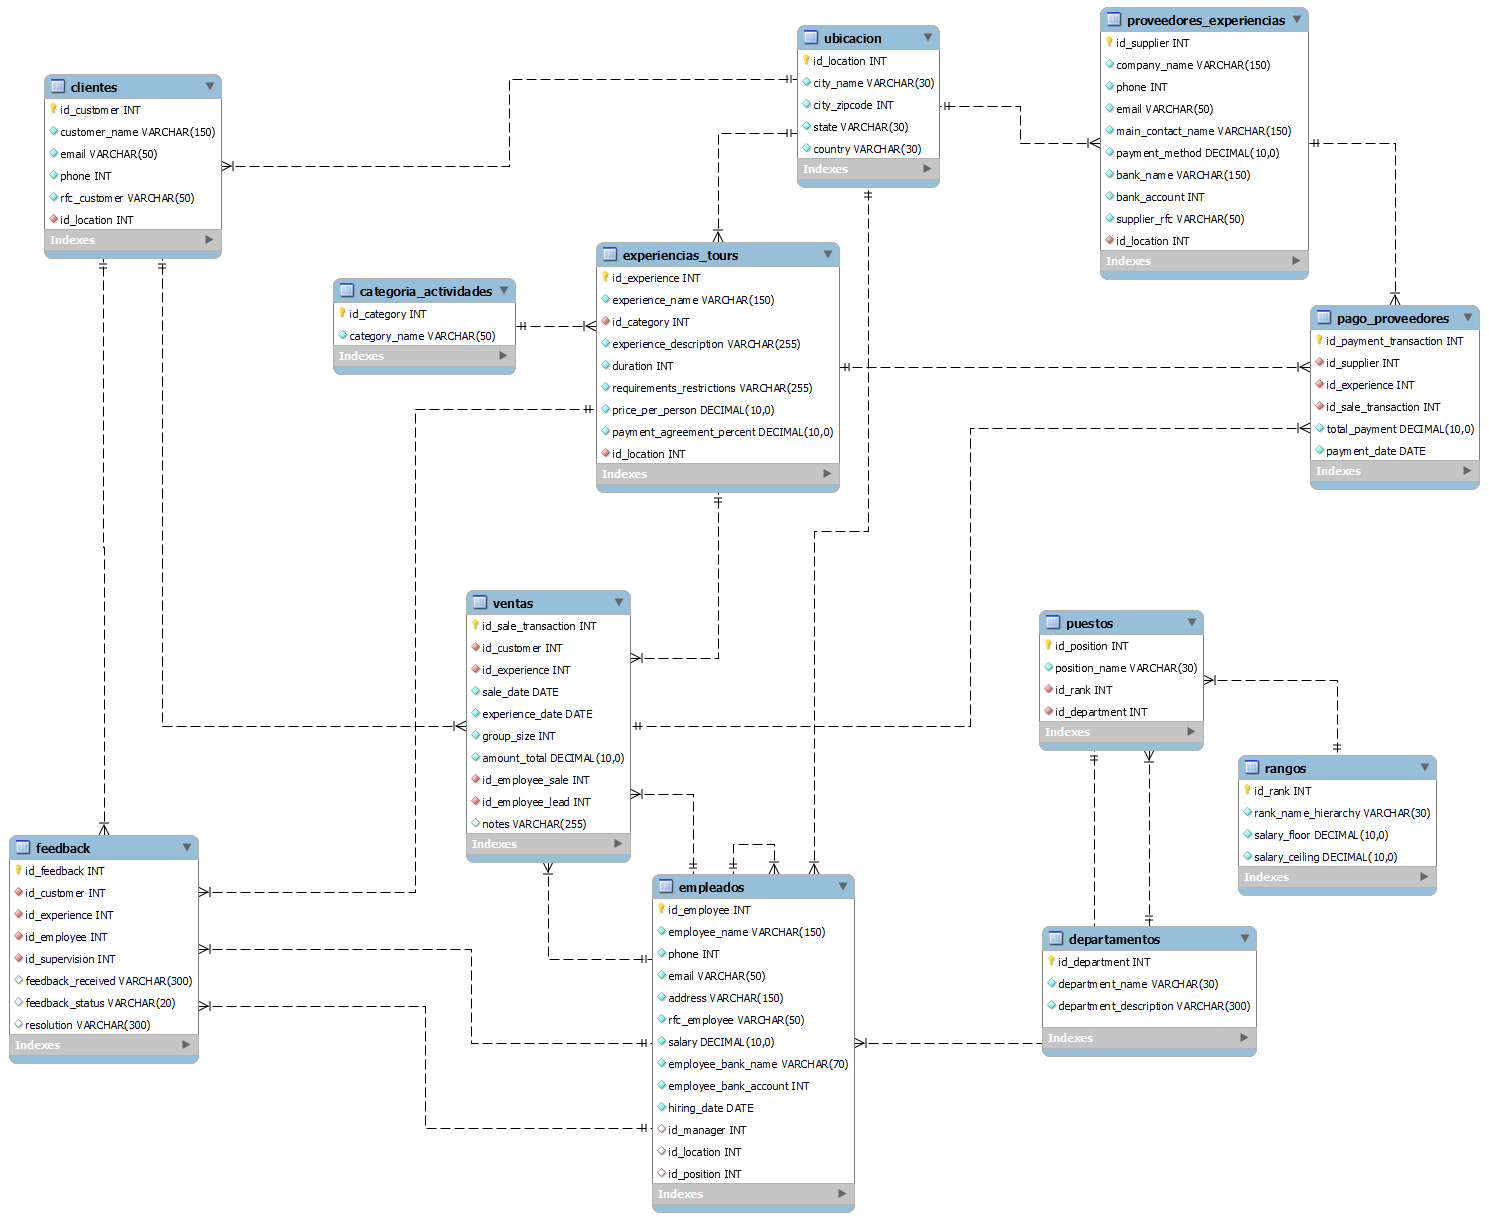 clientes
id_customer INT
customer_name VARCHAR(150)
email VARCHAR(50)
phone INT
rfc_customer VARCHAR(50)
id_location INT
Indexes
ubicacion
id_location INT
city_name VARCHAR(30)
city_zipcode INT
state VARCHAR(30)
country VARCHAR(30)
Indexes
proveedores_experiencias
id_supplier INT
company_name VARCHAR(150)
phone INT
email VARCHAR(50)
main_contact_name VARCHAR(150)
payment_method DECIMAL(10,0)
bank_name VARCHAR(150)
bank_account INT
supplier_rfc VARCHAR(50)
id_location INT
Indexes
categoria_actividades
id_category INT
category_name VARCHAR(50)
Indexes
experiencias_tours
id_experience INT
experience_name VARCHAR(150)
id_category INT
experience_description VARCHAR(255)
duration INT
requirements_restrictions VARCHAR(255)
price_per_person DECIMAL(10,0)
payment_agreement_percent DECIMAL(10,0)
id_location INT
Indexes
pago_proveedores
id_payment_transaction INT
id_supplier INT
id_experience INT
id_sale_transaction INT
total_payment DECIMAL(10,0)
payment_date DATE
Indexes
ventas
id_sale_transaction INT
id_customer INT
id_experience INT
sale_date DATE
experience_date DATE
group_size INT
amount_total DECIMAL(10,0)
id_employee_sale INT
id_employee_lead INT
notes VARCHAR(255)
Indexes
puestos
id_position INT
position_name VARCHAR(30)
id_rank INT
id_department INT
Indexes
rangos
id_rank INT
rank_name_hierarchy VARCHAR(30)
salary_floor DECIMAL(10,0)
salary_ceiling DECIMAL(10,0)
Indexes
feedback
id_feedback INT
id_customer INT
id_experience INT
id_employee INT
id_supervision INT
feedback_received VARCHAR(300)
feedback_status VARCHAR(20)
resolution VARCHAR(300)
Indexes
empleados
id_employee INT
employee_name VARCHAR(150)
phone INT
email VARCHAR(50)
address VARCHAR(150)
rfc_employee VARCHAR(50)
salary DECIMAL(10,0)
employee_bank_name VARCHAR(70)
employee_bank_account INT
hiring_date DATE
id_manager INT
id_location INT
id_position INT
Indexes
departamentos
id_department INT
department_name VARCHAR(30)
department_description VARCHAR(300)
Indexes